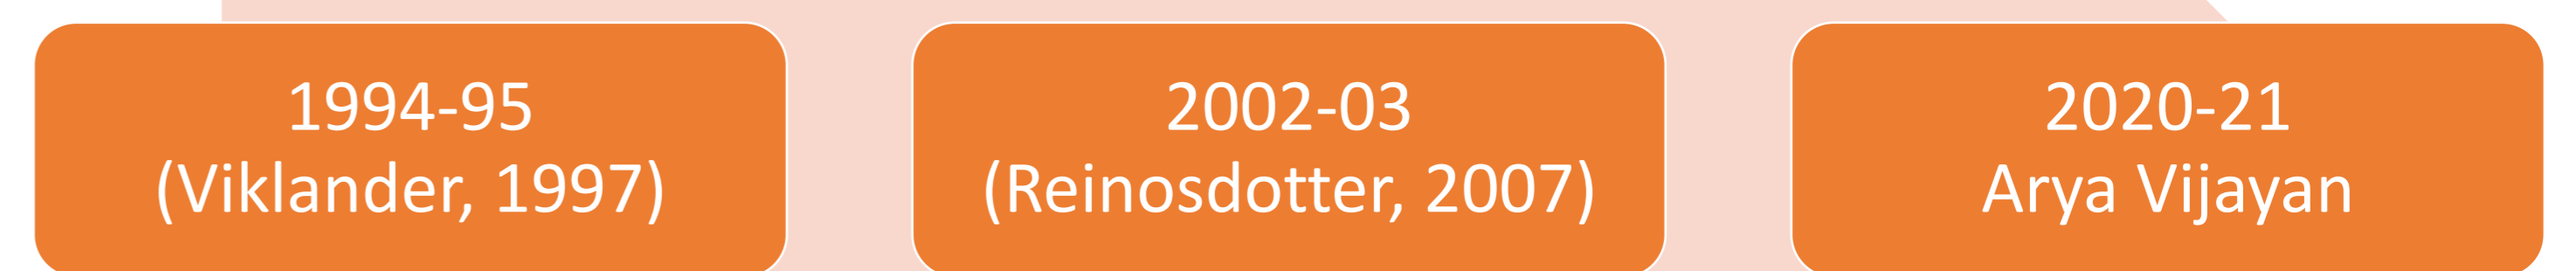 1994-95
(Viklander, 1997)
2002-03
(Reinosdotter, 2007)
2020-21
Arya Vijayan